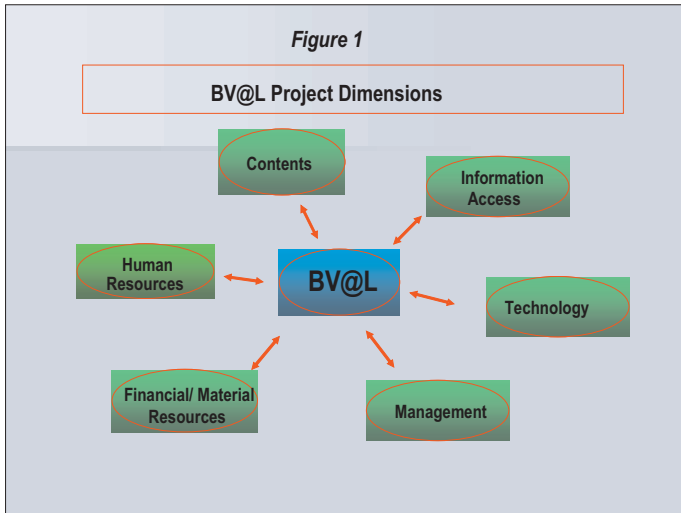 Figure 1
BV@L Project Dimensions
Contents
Information
Access
Human
Resources
BV@L
Technology
Financial/ Material
Resources
Management